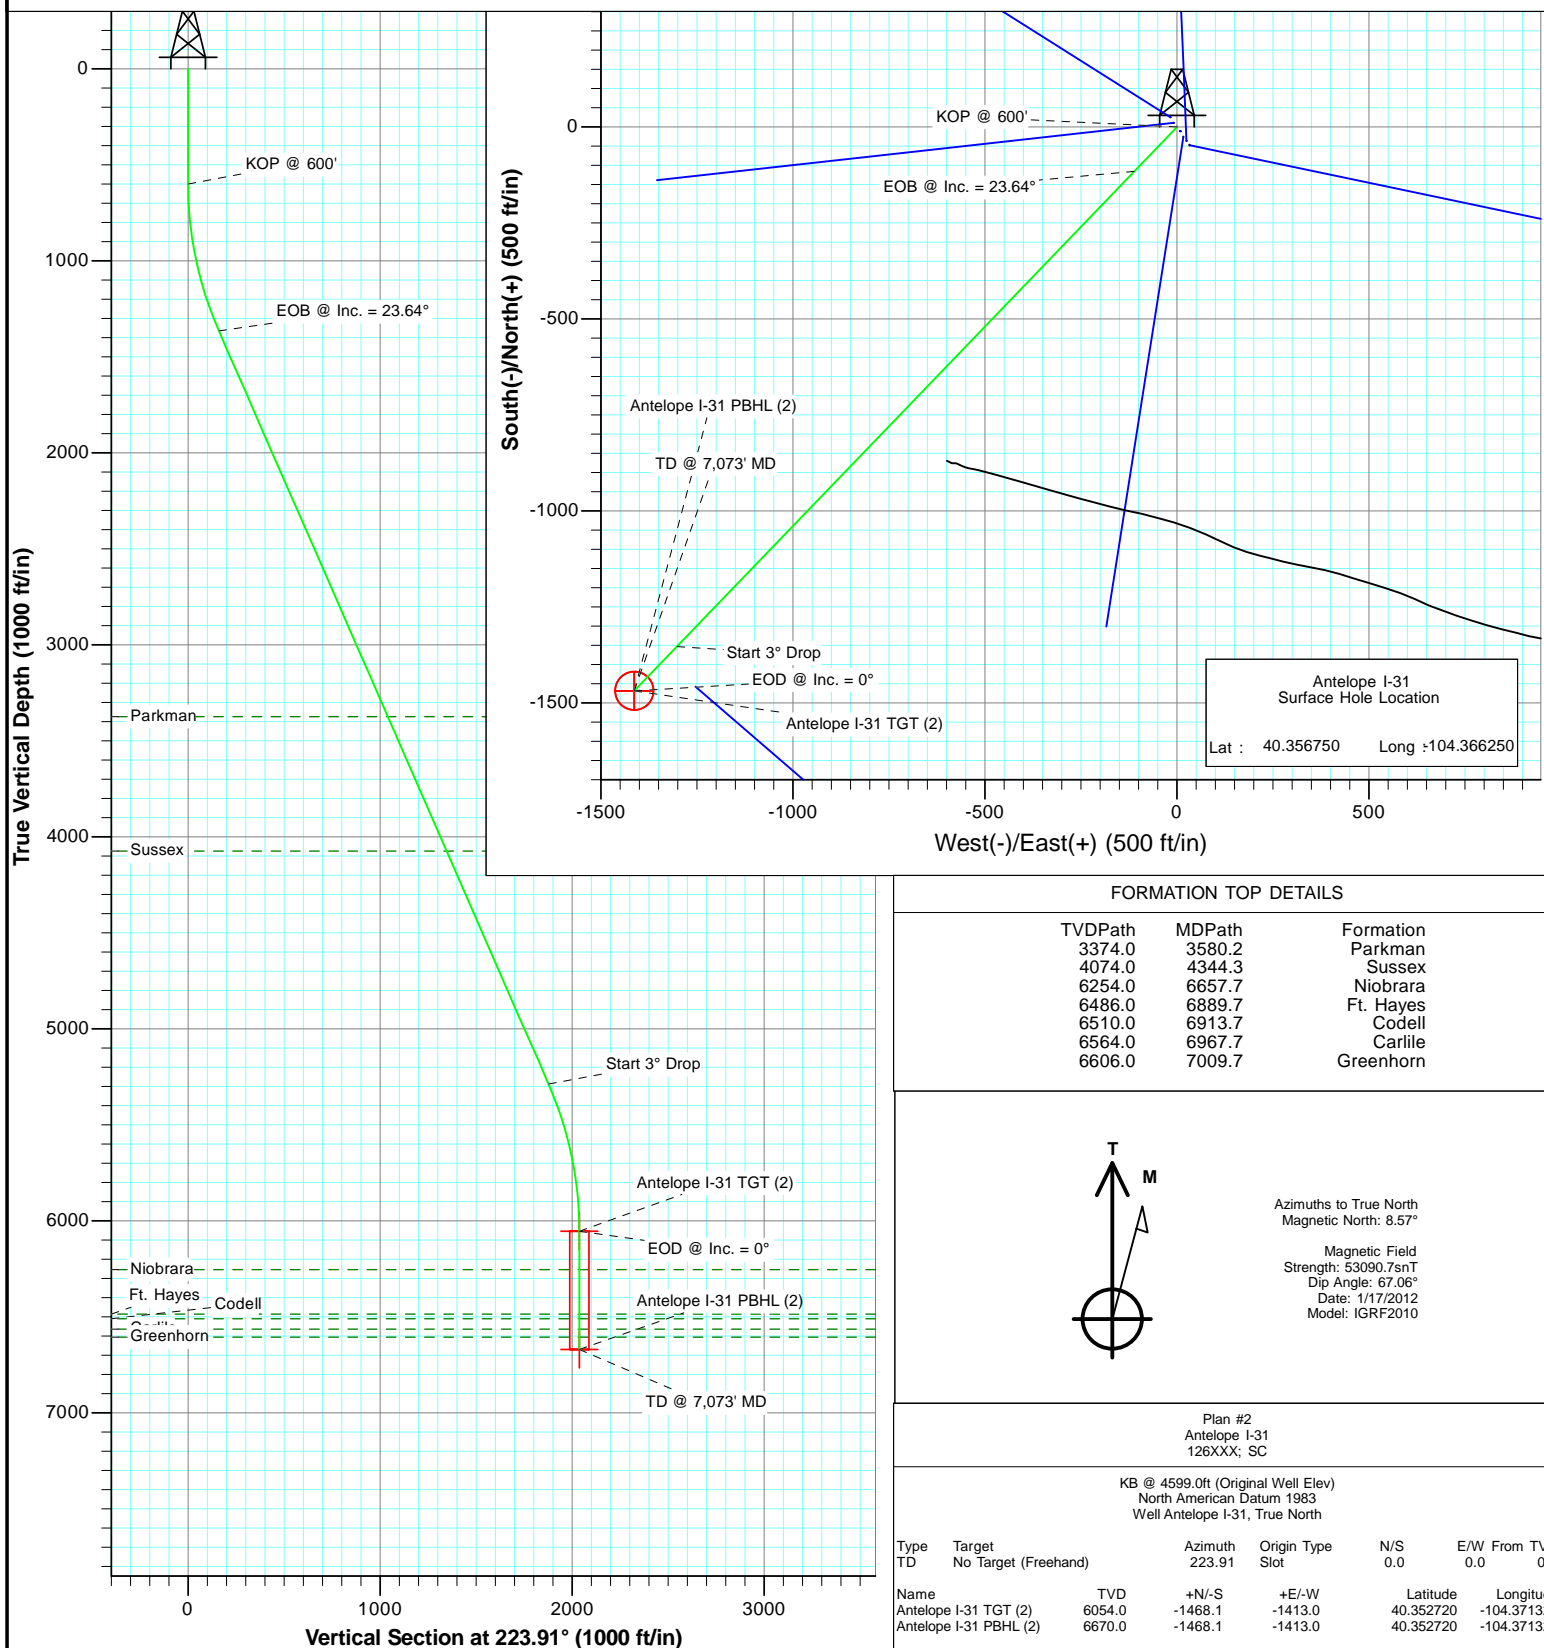 0
KOP @ 600'
1000
EOB @ Inc. = 23.64°
2000
3000
Parkman
4000
Sussex
5000
Start 3° Drop
Antelope I-31 TGT (2)
6000
EOD @ Inc. = 0°
Niobrara
Ft. Hayes
Codell
Antelope I-31 PBHL (2)
Greenhorn
TD @ 7,073' MD
7000
0 1000 2000 3000
True Vertical Depth (1000 ft/in)
Vertical Section at 223.91° (1000 ft/in)
South(-)/North(+) (500 ft/in)
0
KOP @ 600'
EOB @ Inc. = 23.64°
-500
Antelope I-31 PBHL (2)
TD @ 7,073' MD
-1000
Start 3° Drop
EOD @ Inc. = 0°
-1500
Antelope I-31 TGT (2)
Antelope I-31
Surface Hole Location
Lat : 40.356750 Long :-104.366250
-1500 -1000 -500 0 500
West(-)/East(+) (500 ft/in)
FORMATION TOP DETAILS
TVDPath MDPath Formation
3374.0 3580.2 Parkman
4074.0 4344.3 Sussex
6254.0 6657.7 Niobrara
6486.0 6889.7 Ft. Hayes
6510.0 6913.7 Codell
6564.0 6967.7 Carlile
6606.0 7009.7 Greenhorn
T
M
Azimuths to True North
Magnetic North: 8.57°
Magnetic Field
Strength: 53090.7snT
Dip Angle: 67.06°
Date: 1/17/2012
Model: IGRF2010
Plan #2
Antelope I-31
126XXX; SC
KB @ 4599.0ft (Original Well Elev)
North American Datum 1983
Well Antelope I-31, True North
Type Target Azimuth Origin Type N/S E/W From
TD No Target (Freehand) 223.91 Slot 0.0 0.0
Name TVD +N/-S +E/-W Latitude
Antelope I-31 TGT (2) 6054.0 -1468.1 -1413.0 40.352720
Antelope I-31 PBHL (2) 6670.0 -1468.1 -1413.0 40.352720